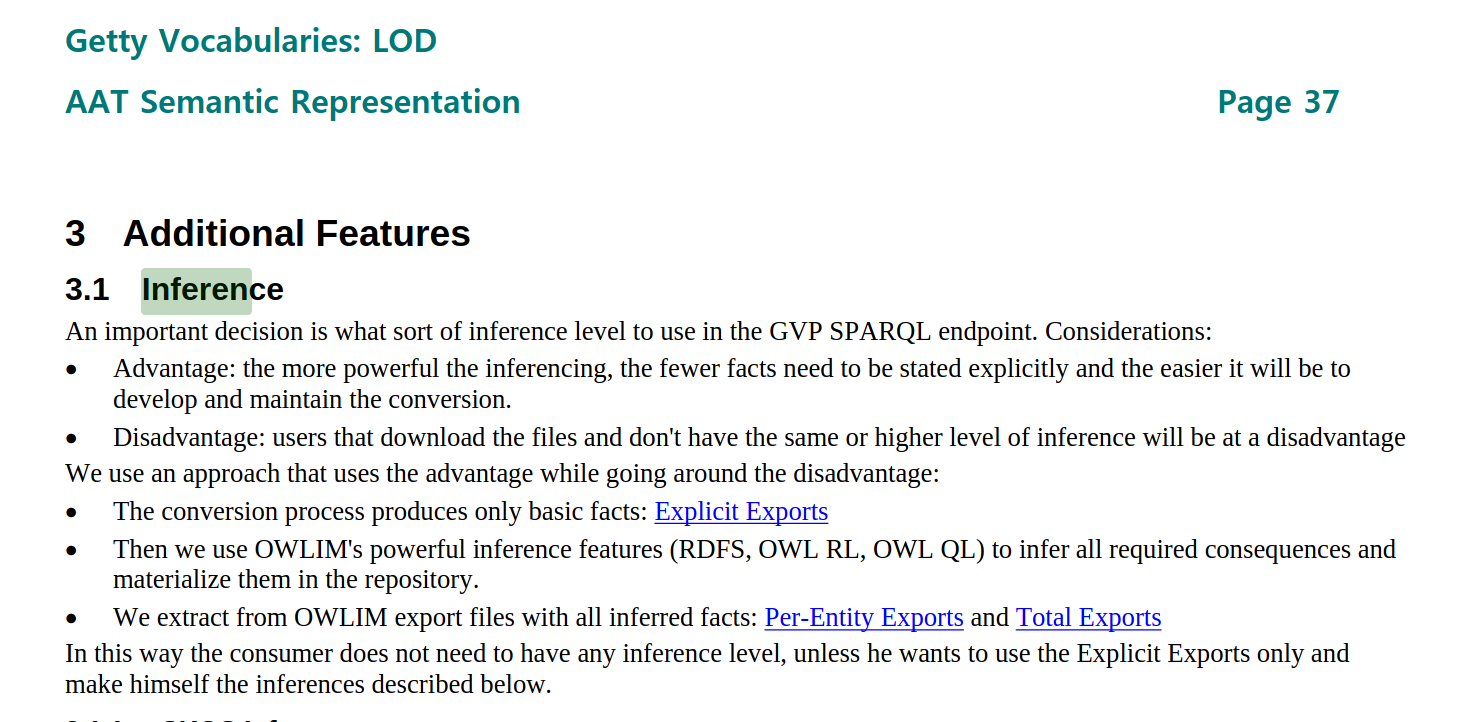 Getty Vocabularies: LOD
AAT Semantic Representation Page 37
3 Additional Features
3.1 Inference
An important decision is what sort of inference level to use in the GVP SPARQL endpoint. Considerations:
• Advantage: the more powerful the inferencing, the fewer facts need to be stated explicitly and the easier it will be to
develop and maintain the conversion.
• Disadvantage: users that download the files and don't have the same or higher level of inference will be at a disadvantage
We use an approach that uses the advantage while going around the disadvantage:
• The conversion process produces only basic facts: Explicit Exports
• Then we use OWLIM's powerful inference features (RDFS, OWL RL, OWL QL) to infer all required consequences and
materialize them in the repository.
• We extract from OWLIM export files with all inferred facts: Per-Entity Exports and Total Exports
In this way the consumer does not need to have any inference level, unless he wants to use the Explicit Exports only and
make himself the inferences described below.